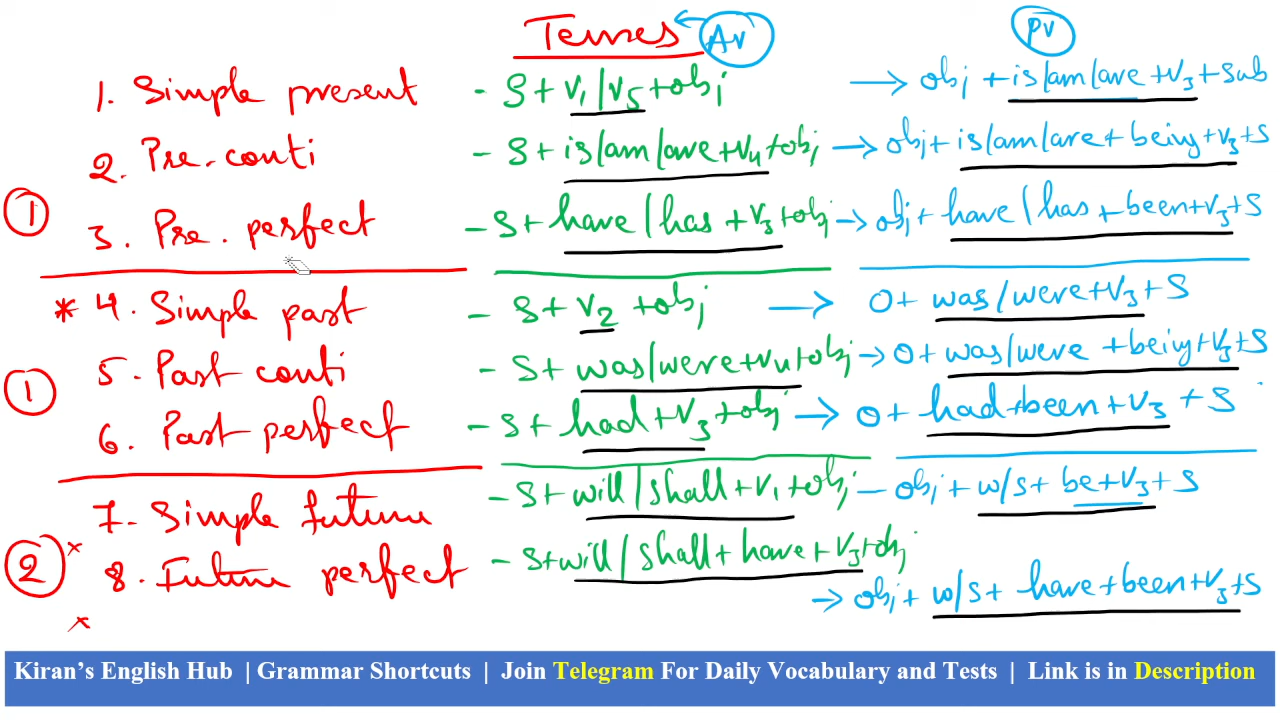 Tenses ← Av
Pv
1. Simple present - S + v₁/v₅ + obj → obj + is/am/are + v₃ + Sub
2. Pre-conti - S + is/am/are + v₄ + obj → obj + is/am/are + being + v₃ + S
①
3. Pre. perfect - S + have/has + v₃ + obj → obj + have/has + been + v₃ + S
* 4. Simple past - S + v₂ + obj → O + was/were + v₃ + S
5. Past conti - S + was/were + v₄ + obj → O + was/were + being + v₃ + S
①
6. Past perfect - S + had + v₃ + obj → O + had + been + v₃ + S
7. Simple future - S + will/shall + v₁ + obj - obj + w/s + be + v₃ + S
② x 8. Future perfect - S + will/shall + have + v₃ + obj
→ obj + w/s + have + been + v₃ + S
x
Kiran's English Hub | Grammar Shortcuts | Join Telegram For Daily Vocabulary and Tests | Link is in Description